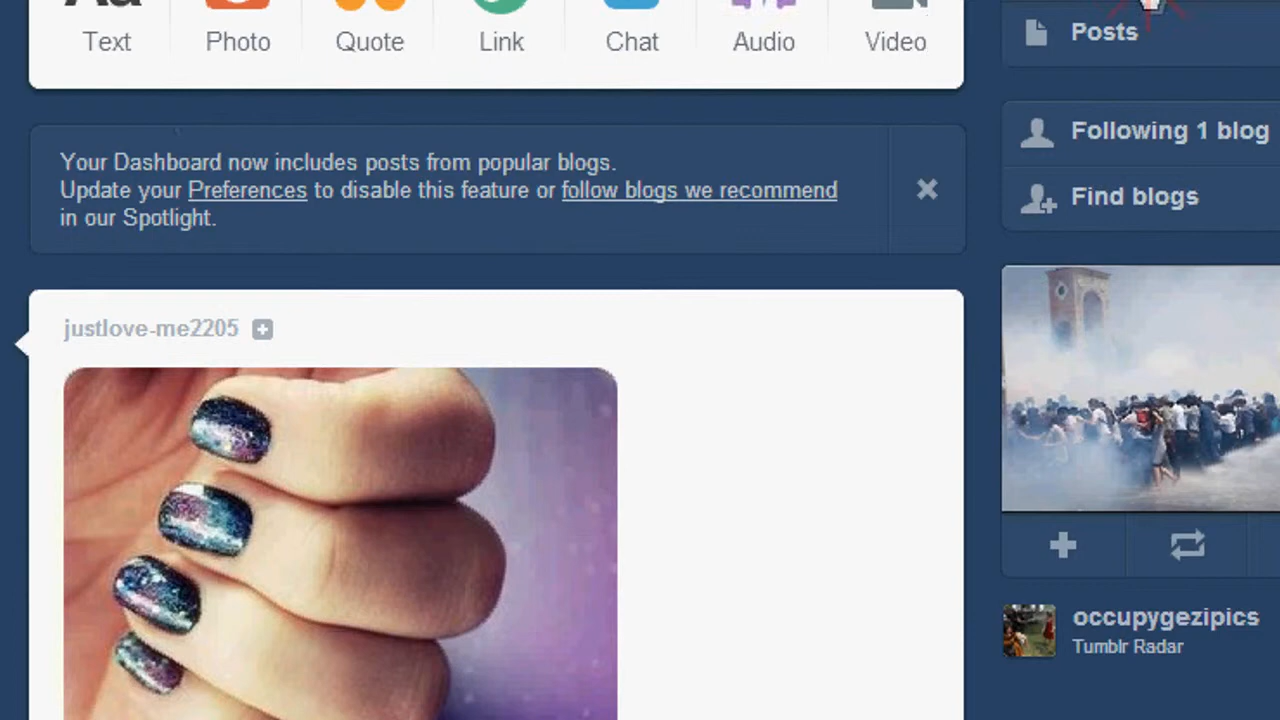 Text Photo Quote Link Chat Audio Video
Posts
Following 1 blog
Find blogs
Your Dashboard now includes posts from popular blogs.
Update your Preferences to disable this feature or follow blogs we recommend
in our Spotlight.
justlove-me2205
occupygezipics
Tumblr Radar